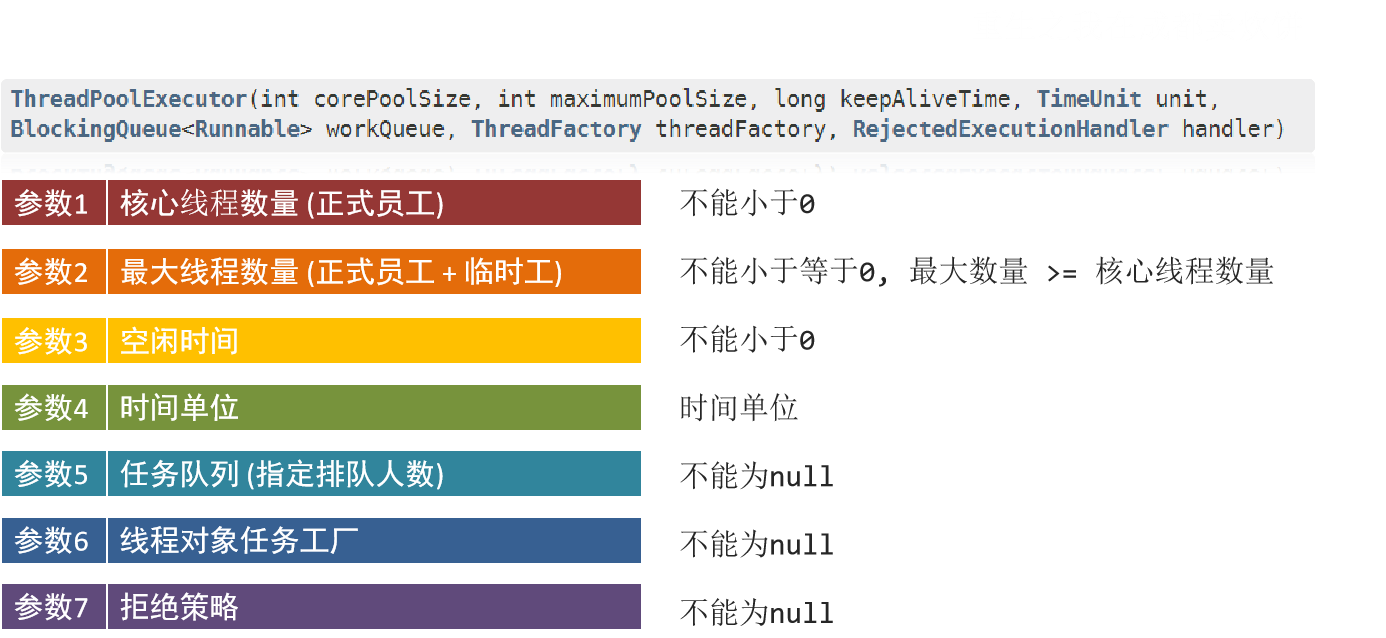 ThreadPoolExecutor(int corePoolSize, int maximumPoolSize, long keepAliveTime, TimeUnit unit,
BlockingQueue<Runnable> workQueue, ThreadFactory threadFactory, RejectedExecutionHandler handler)
参数1 核心线程数量 (正式员工) 不能小于0
参数2 最大线程数量 (正式员工 + 临时工) 不能小于等于0, 最大数量 >= 核心线程数量
参数3 空闲时间 不能小于0
参数4 时间单位 时间单位
参数5 任务队列 (指定排队人数) 不能为null
参数6 线程对象任务工厂 不能为null
参数7 拒绝策略 不能为null